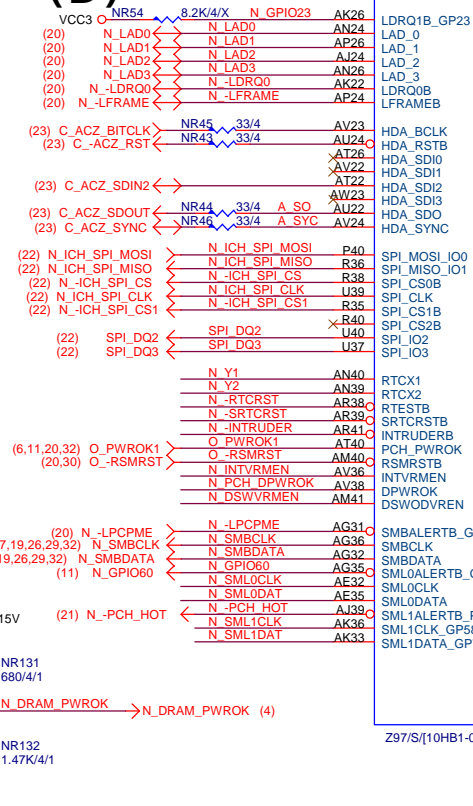 VCC3 NR54 8.2K/4/X N_GPIO23 AK26 LDRQ1B_GP23
(20) N_LAD0 N_LAD0 AN24 LAD_0
(20) N_LAD1 N_LAD1 AP26 LAD_1
(20) N_LAD2 N_LAD2 AJ24 LAD_2
(20) N_LAD3 N_LAD3 AN26 LAD_3
(20) N_-LDRQ0 N_-LDRQ0 AK22 LDRQ0B
(20) N_-LFRAME N_-LFRAME AP24 LFRAMEB
(23) C_ACZ_BITCLK NR45 33/4 AV23 HDA_BCLK
(23) C_-ACZ_RST NR43 33/4 AU24 HDA_RSTB
AT26 HDA_SDI0
AV22 HDA_SDI1
(23) C_ACZ_SDIN2 AT22 HDA_SDI2
AW23 HDA_SDI3
(23) C_ACZ_SDOUT NR44 33/4 A_SO AU22 HDA_SDO
(23) C_ACZ_SYNC NR46 33/4 A_SYC AV24 HDA_SYNC
(22) N_ICH_SPI_MOSI N_ICH_SPI_MOSI P40 SPI_MOSI_IO0
(22) N_ICH_SPI_MISO N_ICH_SPI_MISO R36 SPI_MISO_IO1
(22) N_-ICH_SPI_CS N_-ICH_SPI_CS R38 SPI_CS0B
(22) N_ICH_SPI_CLK N_ICH_SPI_CLK U39 SPI_CLK
(22) N_-ICH_SPI_CS1 N_-ICH_SPI_CS1 R35 SPI_CS1B
R40 SPI_CS2B
(22) SPI_DQ2 SPI_DQ2 U40 SPI_IO2
(22) SPI_DQ3 SPI_DQ3 U37 SPI_IO3
N_Y1 AN40 RTCX1
N_Y2 AN39 RTCX2
N_-RTCRST AR38 RTESTB
N_-SRTCRST AR39 SRTCRSTB
N_-INTRUDER AR41 INTRUDERB
(6,11,20,32) O_PWROK1 O_PWROK1 AT40 PCH_PWROK
(20,30) O_-RSMRST O_-RSMRST AM40 RSMRSTB
N_INTVRMEN AV36 INTVRMEN
N_PCH_DPWROK AV38 DPWROK
N_DSWVRMEN AM41 DSWODVREN
(20) N_-LPCPME N_-LPCPME AG31 SMBALERTB_G
7,19,26,29,32) N_SMBCLK N_SMBCLK AG36 SMBCLK
19,26,29,32) N_SMBDATA N_SMBDATA AG32 SMBDATA
(11) N_GPIO60 N_GPIO60 AG35 SML0ALERTB_
N_SML0CLK AE32 SML0CLK
N_SML0DAT AE35 SML0DATA
(21) N_-PCH_HOT N_-PCH_HOT AJ39 SML1ALERTB_
15V N_SML1CLK AK36 SML1CLK_GP58
N_SML1DAT AK33 SML1DATA_GP
NR131
680/4/1
N_DRAM_PWROK N_DRAM_PWROK (4)
NR132
1.47K/4/1
Z97/S/[10HB1-0